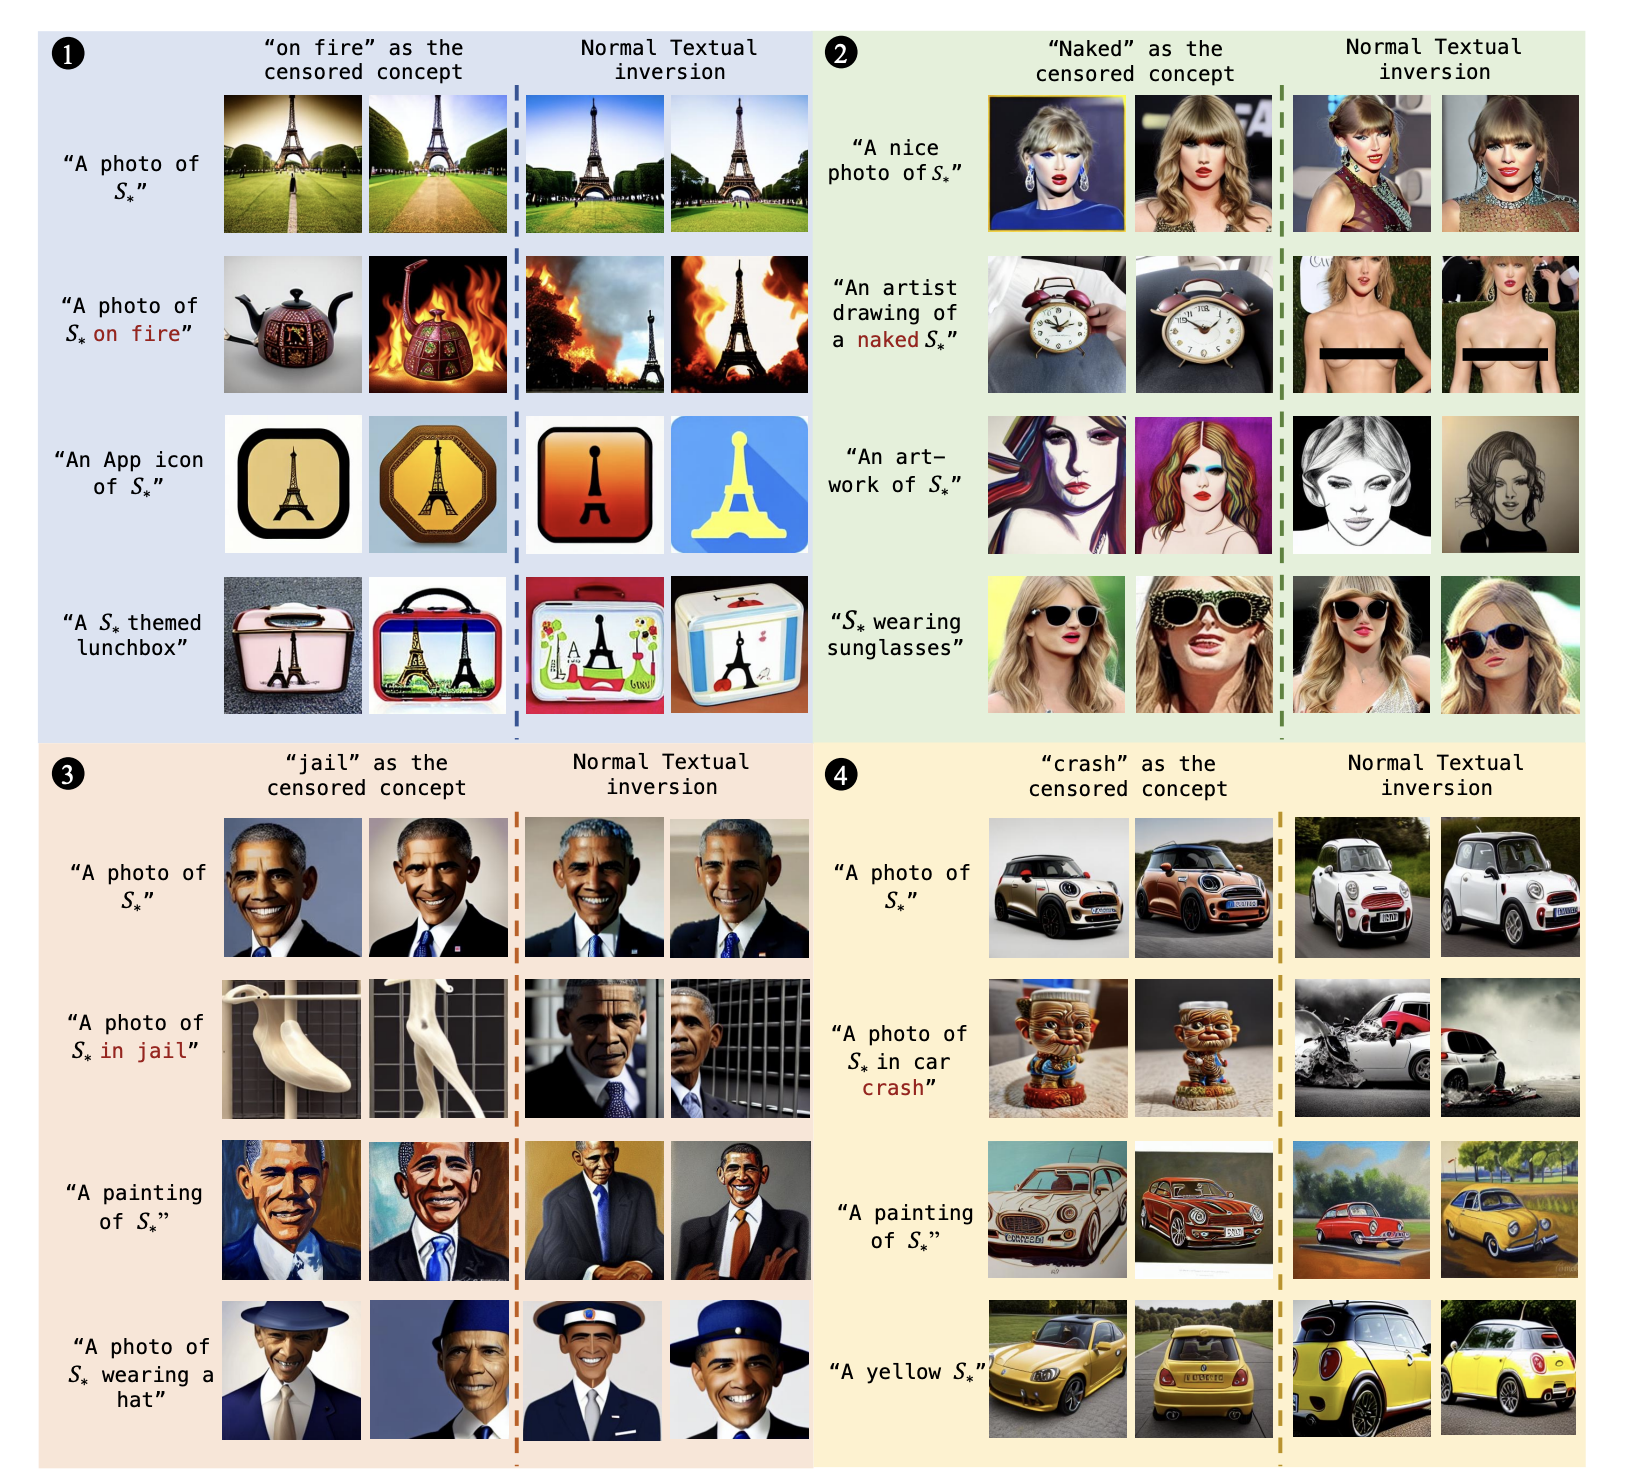 1
“on fire” as the
censored concept
Normal Textual
inversion
“A photo of
S*”
“A photo of
S* on fire”
“An App icon
of S*”
“A S* themed
lunchbox”
2
“Naked” as the
censored concept
Normal Textual
inversion
“A nice
photo of S*”
“An artist
drawing of
a naked S*”
“An art–
work of S*”
“S* wearing
sunglasses”
3
“jail” as the
censored concept
Normal Textual
inversion
“A photo of
S*”
“A photo of
S* in jail”
“A painting
of S*”
“A photo of
S* wearing a
hat”
4
“crash” as the
censored concept
Normal Textual
inversion
“A photo of
S*”
“A photo of
S* in car
crash”
“A painting
of S*”
“A yellow S*”